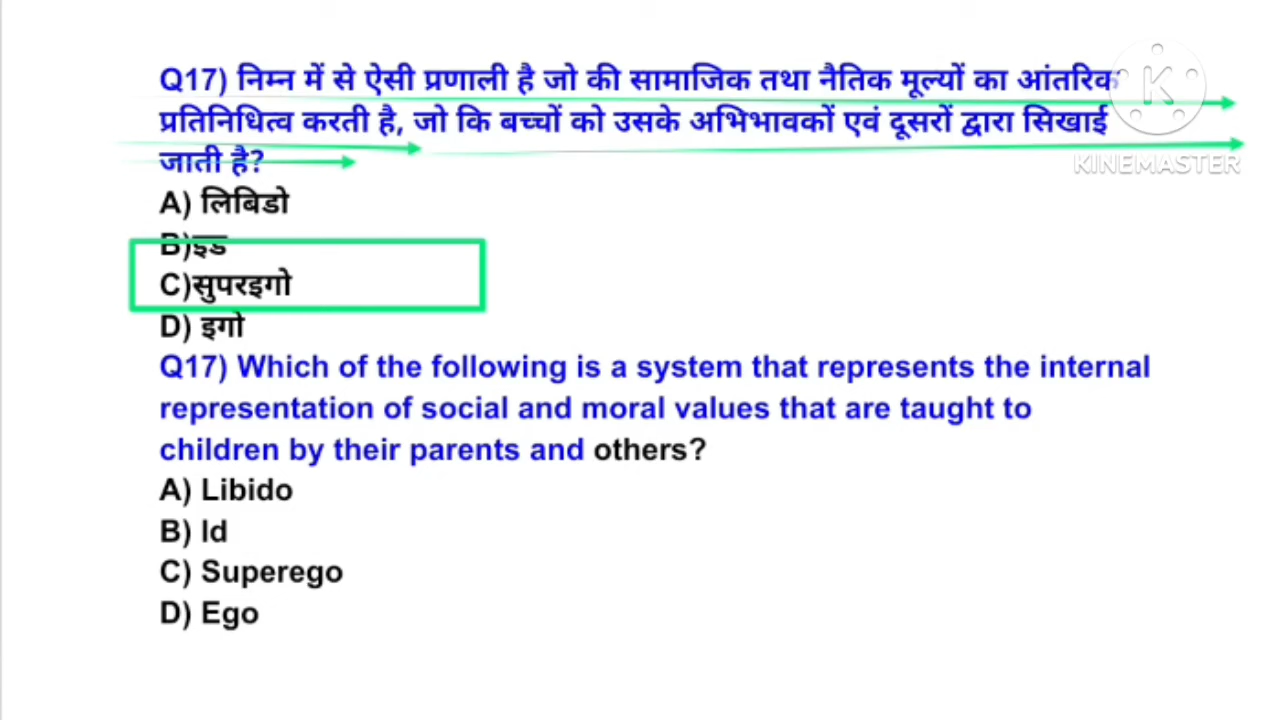 Q17) निम्न में से ऐसी प्रणाली है जो की सामाजिक तथा नैतिक मूल्यों का आंतरिक
प्रतिनिधित्व करती है, जो कि बच्चों को उसके अभिभावकों एवं दूसरों द्वारा सिखाई
जाती है?
A) लिबिडो
B)इड
C)सुपरइगो
D) इगो
Q17) Which of the following is a system that represents the internal
representation of social and moral values that are taught to
children by their parents and others?
A) Libido
B) Id
C) Superego
D) Ego
K
KINEMASTER